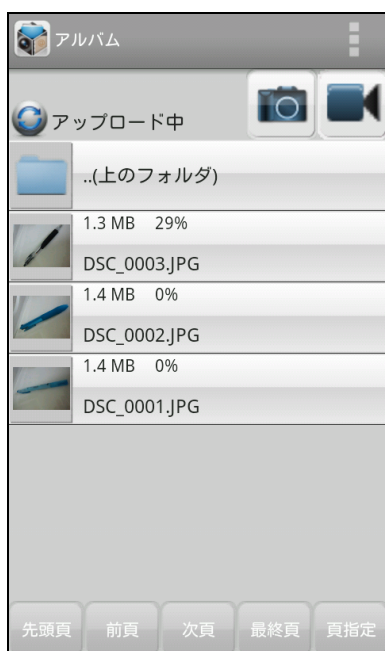 アルバム
アップロード中
..(上のフォルダ)
1.3 MB 29%
DSC_0003.JPG
1.4 MB 0%
DSC_0002.JPG
1.4 MB 0%
DSC_0001.JPG
先頭頁 前頁 次頁 最終頁 頁指定